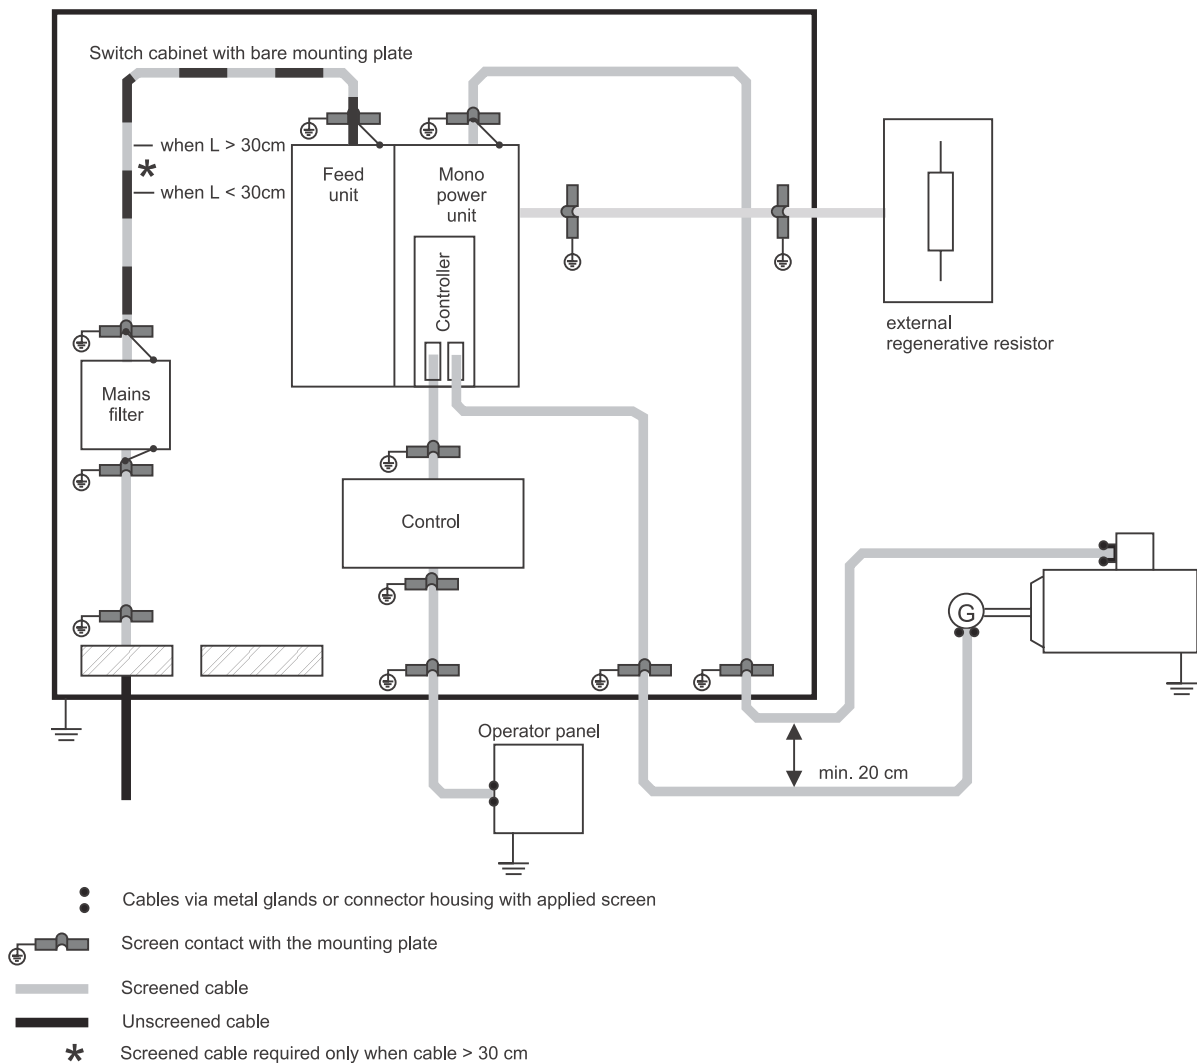 Switch cabinet with bare mounting plate
when L > 30cm
*
when L < 30cm
Feed
unit
Mono
power
unit
Controller
external
regenerative resistor
Mains
filter
Control
G
Operator panel
min. 20 cm
Cables via metal glands or connector housing with applied screen
Screen contact with the mounting plate
Screened cable
Unscreened cable
* Screened cable required only when cable > 30 cm